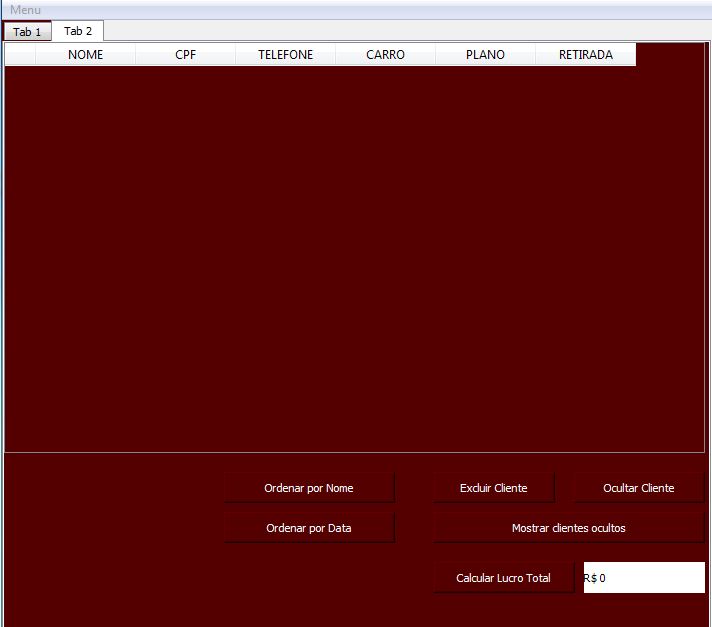 Menu
Tab 1 Tab 2
NOME CPF TELEFONE CARRO PLANO RETIRADA
Ordenar por Nome Excluir Cliente Ocultar Cliente
Ordenar por Data Mostrar clientes ocultos
Calcular Lucro Total R$ 0